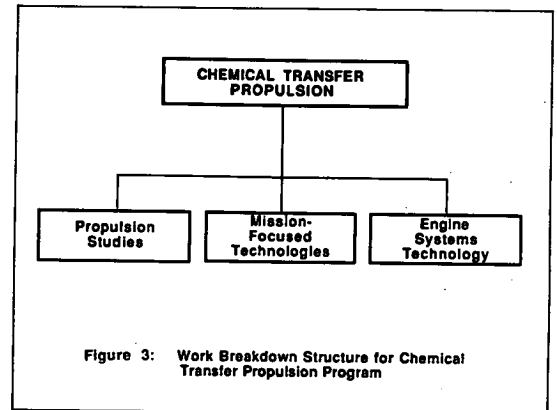 CHEMICAL TRANSFER
PROPULSION
Propulsion
Studies
Mission-
Focused
Technologies
Engine
Systems
Technology
Figure 3: Work Breakdown Structure for Chemical
Transfer Propulsion Program